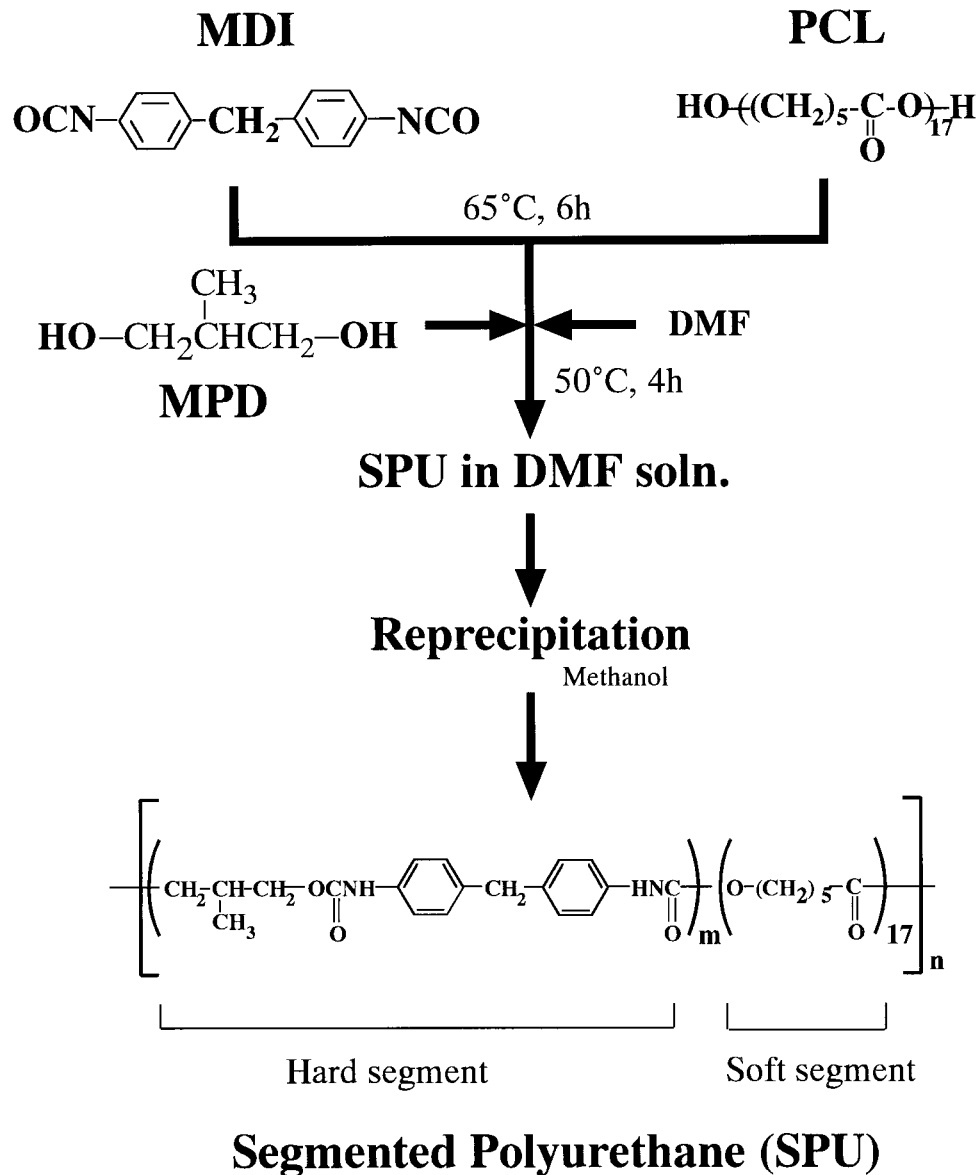 MDI
PCL
OCN CH2 NCO
HO-((CH2)5-C-O)17-H
O
65°C, 6h
CH3
HO-CH2CHCH2-OH
DMF
MPD
50°C, 4h
SPU in DMF soln.
Reprecipitation
Methanol
CH2-CH-CH2-OCNH CH2 HNC O-(CH2)5-C
CH3 O O m O 17 n
Hard segment
Soft segment
Segmented Polyurethane (SPU)